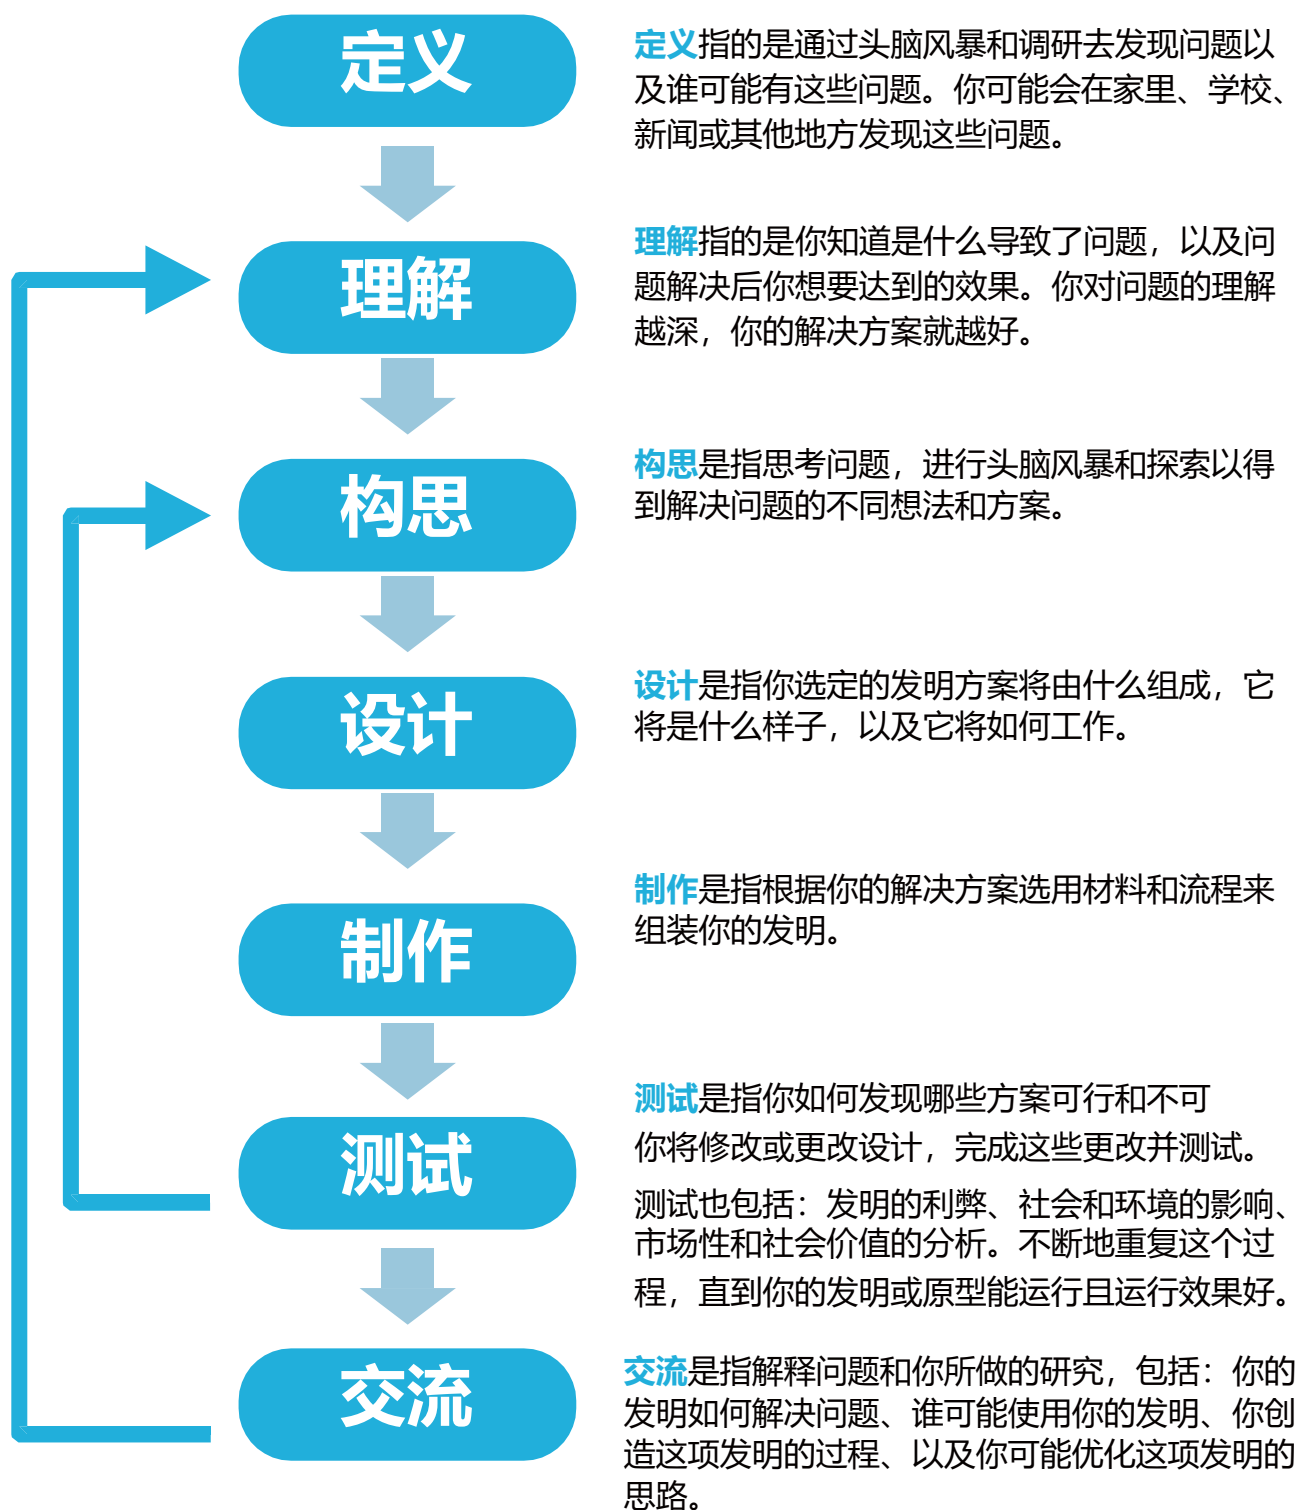 定义
定义指的是通过头脑风暴和调研去发现问题以
及谁可能有这些问题。你可能会在家里、学校、
新闻或其他地方发现这些问题。
理解
理解指的是你知道是什么导致了问题，以及问
题解决后你想要达到的效果。你对问题的理解
越深，你的解决方案就越好。
构思
构思是指思考问题，进行头脑风暴和探索以得
到解决问题的不同想法和方案。
设计
设计是指你选定的发明方案将由什么组成，它
将是什么样子，以及它将如何工作。
制作
制作是指根据你的解决方案选用材料和流程来
组装你的发明。
测试
测试是指你如何发现哪些方案可行和不可
你将修改或更改设计，完成这些更改并测试。
测试也包括：发明的利弊、社会和环境的影响、
市场性和社会价值的分析。不断地重复这个过
程，直到你的发明或原型能运行且运行效果好。
交流
交流是指解释问题和你所做的研究，包括：你的
发明如何解决问题、谁可能使用你的发明、你创
造这项发明的过程、以及你可能优化这项发明的
思路。